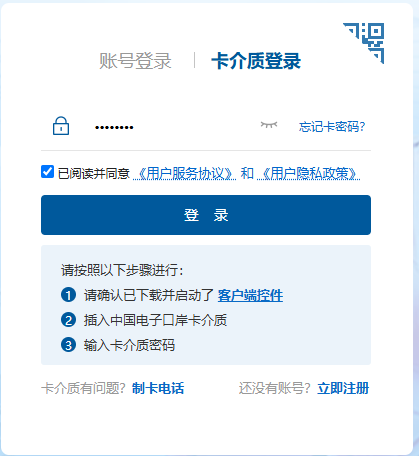 账号登录 卡介质登录
•••••••• 忘记卡密码?
已阅读并同意 《用户服务协议》 和 《用户隐私政策》
登 录
请按照以下步骤进行：
1 请确认已下载并启动了 客户端控件
2 插入中国电子口岸卡介质
3 输入卡介质密码
卡介质有问题? 制卡电话 还没有账号? 立即注册